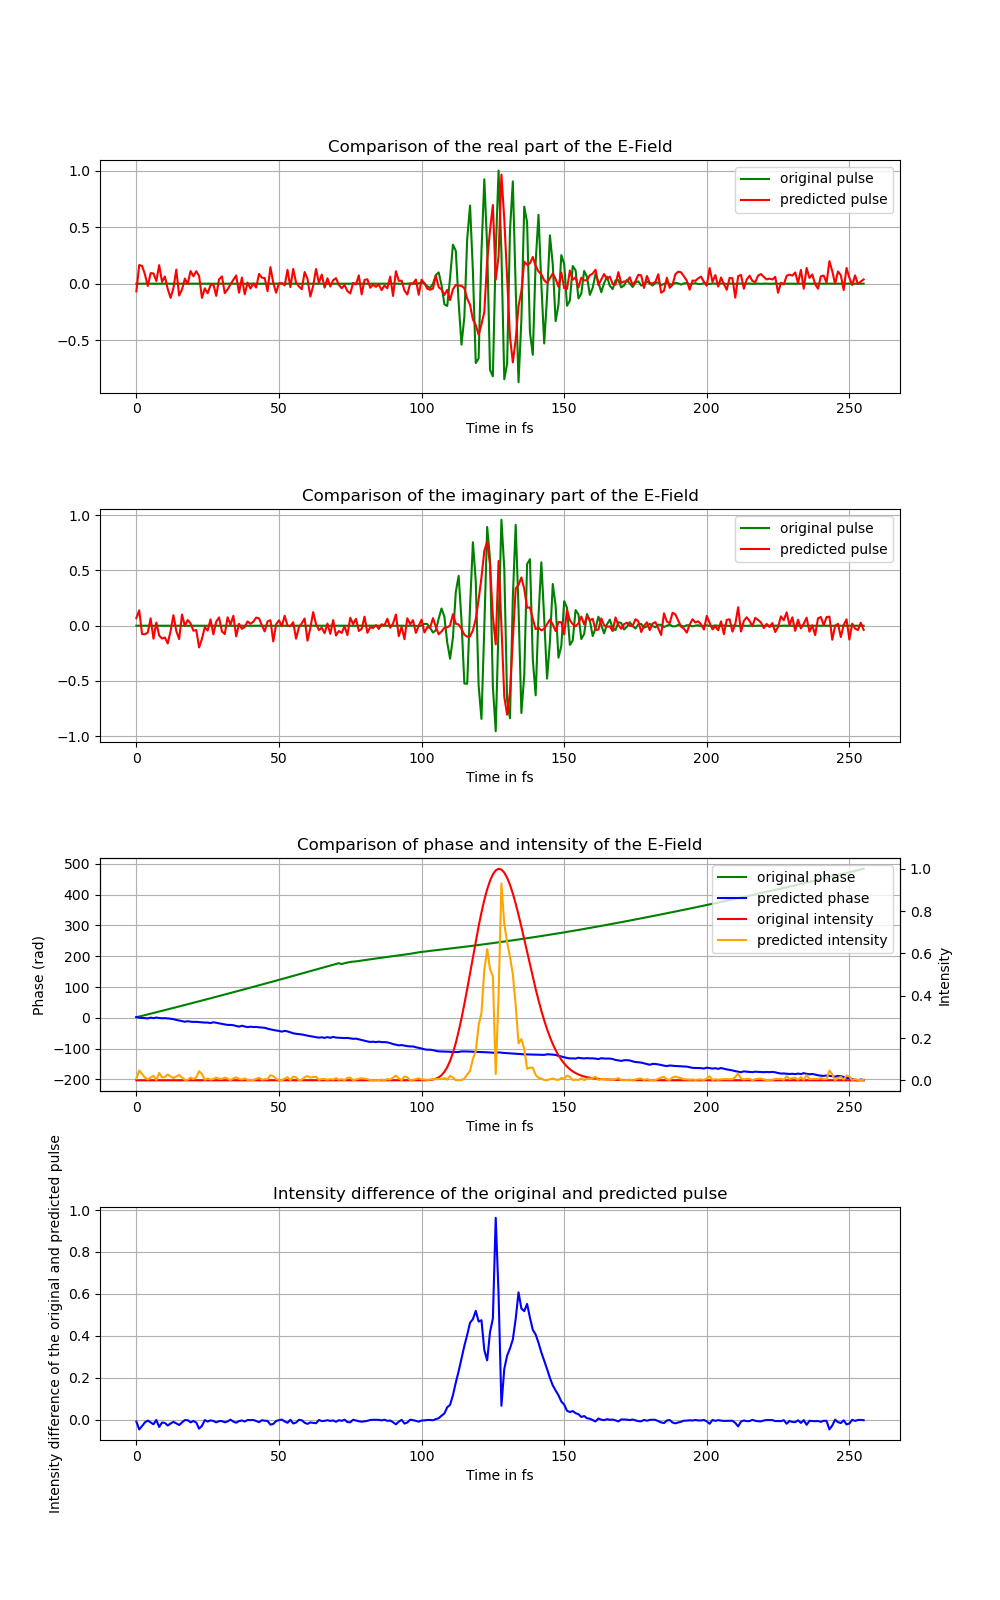 Comparison of the real part of the E-Field
1.0
0.5
0.0
−0.5
original pulse
predicted pulse
0 50 100 150 200 250
Time in fs
Comparison of the imaginary part of the E-Field
1.0
0.5
0.0
−0.5
−1.0
original pulse
predicted pulse
0 50 100 150 200 250
Time in fs
Comparison of phase and intensity of the E-Field
Phase (rad)
500
400
300
200
100
0
−100
−200
original phase
predicted phase
original intensity
predicted intensity
1.0
0.8
0.6
0.4
0.2
0.0
Intensity
0 50 100 150 200 250
Time in fs
Intensity difference of the original and predicted pulse
Intensity difference of the original and predicted pulse
1.0
0.8
0.6
0.4
0.2
0.0
0 50 100 150 200 250
Time in fs